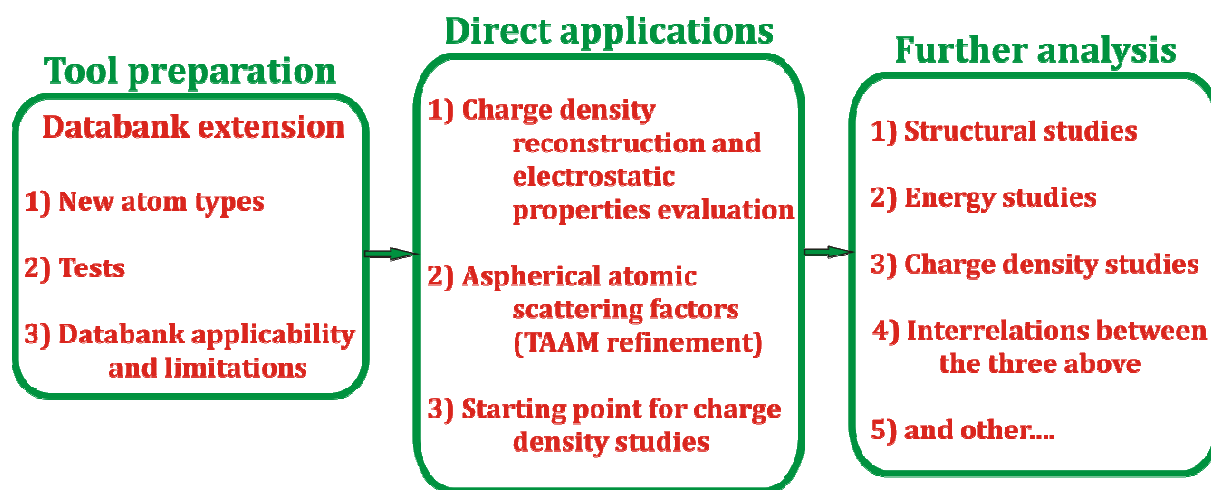 Tool preparation
Databank extension
1) New atom types
2) Tests
3) Databank applicability
and limitations
Direct applications
1) Charge density
reconstruction and
electrostatic
properties evaluation
2) Aspherical atomic
scattering factors
(TAAM refinement)
3) Starting point for charge
density studies
Further analysis
1) Structural studies
2) Energy studies
3) Charge density studies
4) Interrelations between
the three above
5) and other....